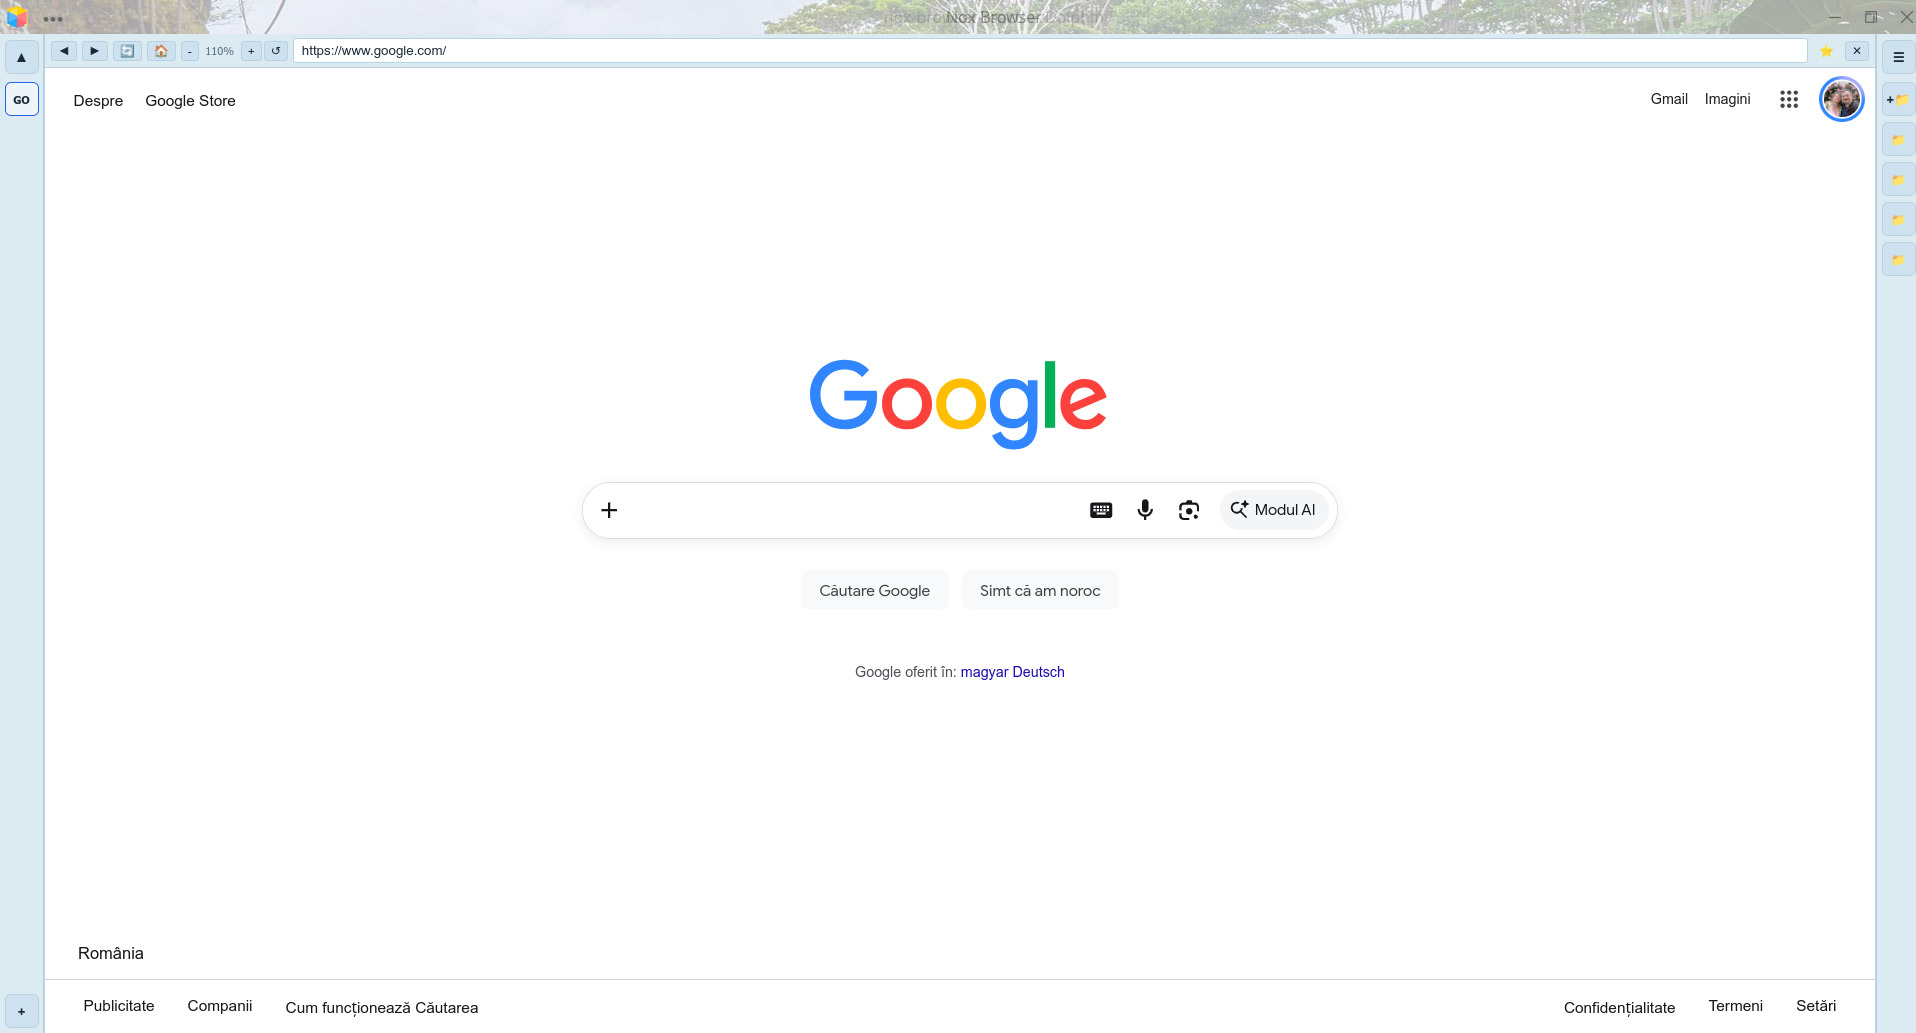 Nox Browser
110%
https://www.google.com/
GO
Despre Google Store
Gmail Imagini
Google
Modul AI
Căutare Google Simt că am noroc
Google oferit în: magyar Deutsch
România
Publicitate Companii Cum funcționează Căutarea
Confidențialitate Termeni Setări